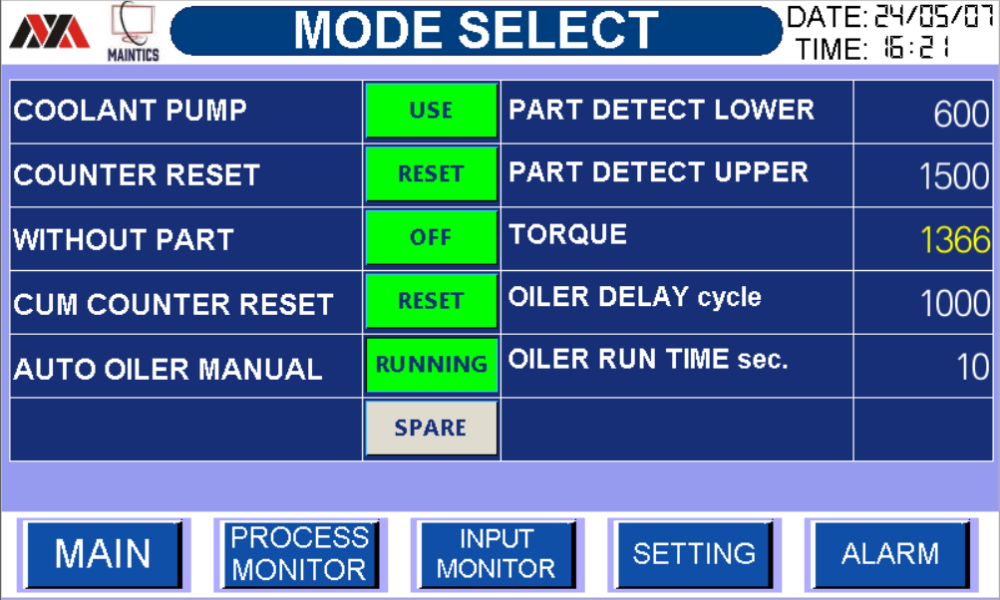 MAINTICS
MODE SELECT
DATE: 24/05/07
TIME: 16:21
COOLANT PUMP USE PART DETECT LOWER 600
COUNTER RESET RESET PART DETECT UPPER 1500
WITHOUT PART OFF TORQUE 1366
CUM COUNTER RESET RESET OILER DELAY cycle 1000
AUTO OILER MANUAL RUNNING OILER RUN TIME sec. 10
SPARE
MAIN
PROCESS
MONITOR
INPUT
MONITOR
SETTING
ALARM